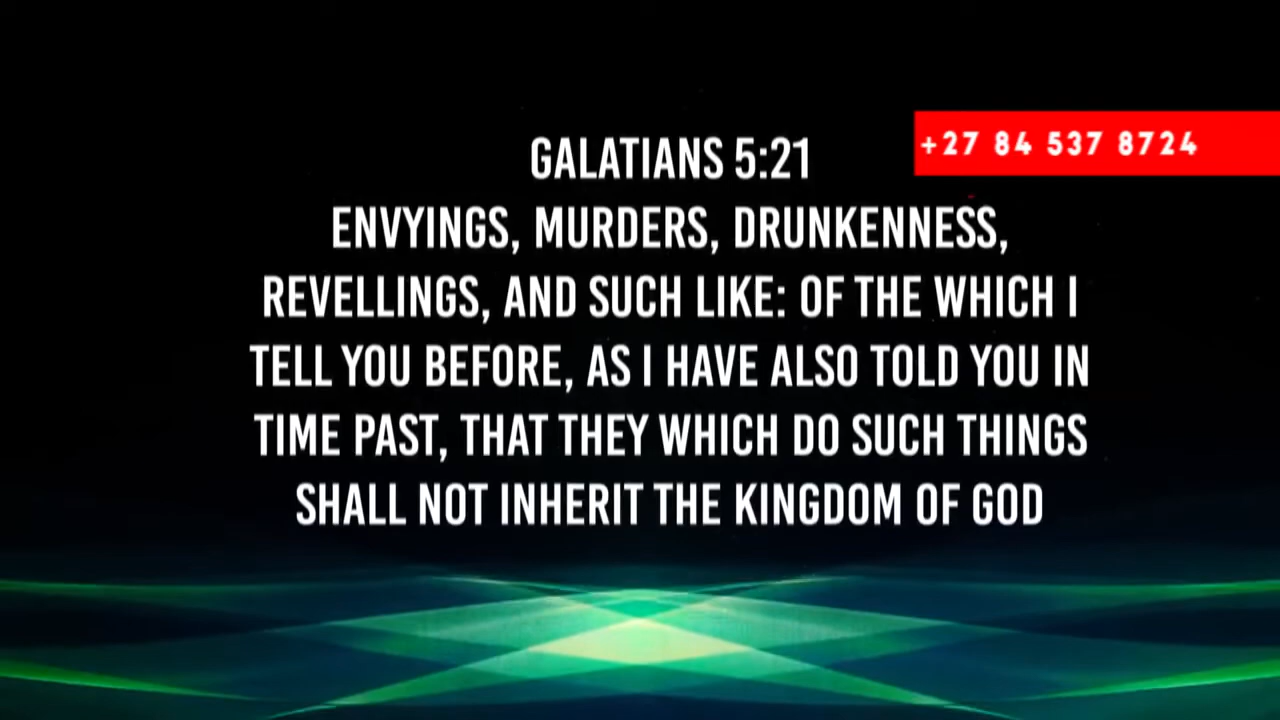 GALATIANS 5:21
+27 84 537 8724
ENVYINGS, MURDERS, DRUNKENNESS,
REVELLINGS, AND SUCH LIKE: OF THE WHICH I
TELL YOU BEFORE, AS I HAVE ALSO TOLD YOU IN
TIME PAST, THAT THEY WHICH DO SUCH THINGS
SHALL NOT INHERIT THE KINGDOM OF GOD